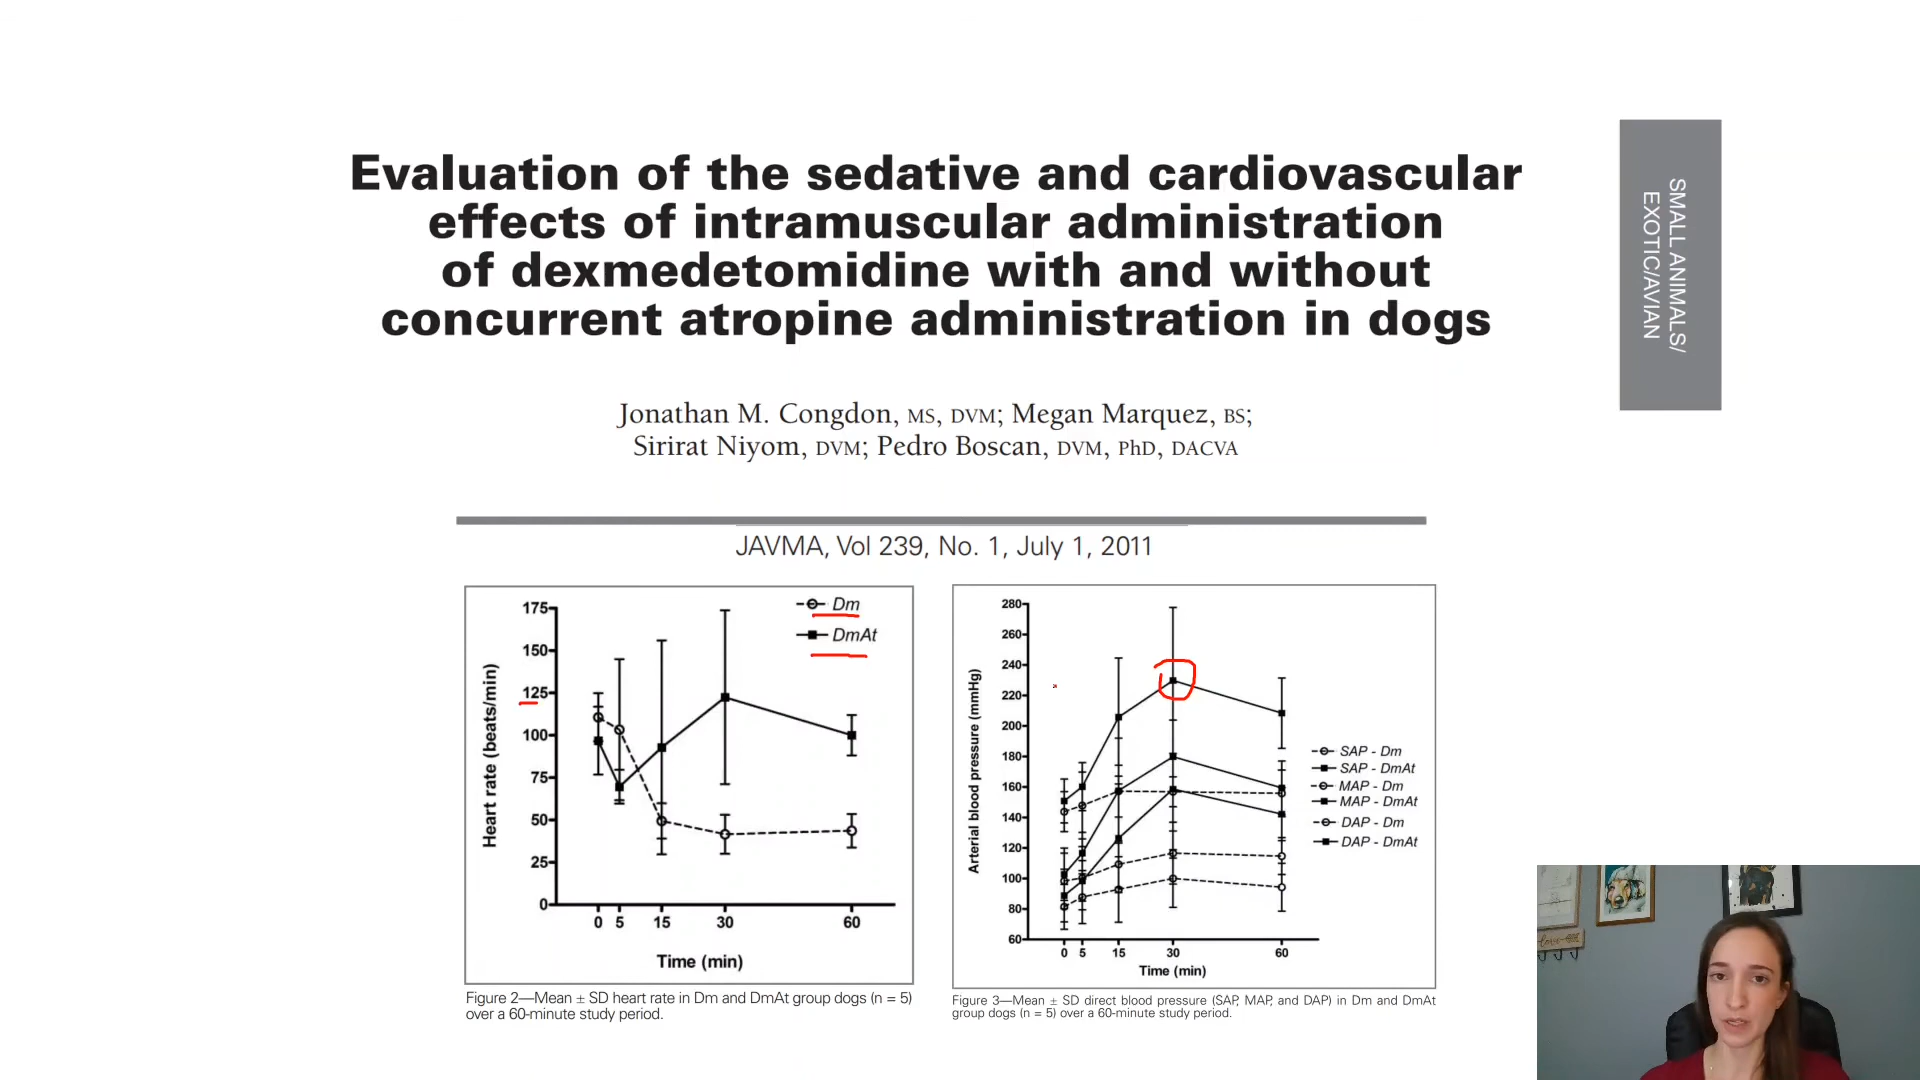 Evaluation of the sedative and cardiovascular
effects of intramuscular administration
of dexmedetomidine with and without
concurrent atropine administration in dogs
SMALL ANIMALS/
EXOTIC/AVIAN
Jonathan M. Congdon, MS, DVM; Megan Marquez, BS;
Sirirat Niyom, DVM; Pedro Boscan, DVM, PhD, DACVA
JAVMA, Vol 239, No. 1, July 1, 2011
Dm
DmAt
175
150
125
100
75
50
25
0
Heart rate (beats/min)
0 5 15 30 60
Time (min)
Figure 2—Mean ± SD heart rate in Dm and DmAt group dogs (n = 5)
over a 60-minute study period.
280
260
240
220
200
180
160
140
120
100
80
60
Arterial blood pressure (mmHg)
SAP - Dm
SAP - DmAt
MAP - Dm
MAP - DmAt
DAP - Dm
DAP - DmAt
0 5 15 30 60
Time (min)
Figure 3—Mean ± SD direct blood pressure (SAP, MAP, and DAP) in Dm and DmAt
group dogs (n = 5) over a 60-minute study period.